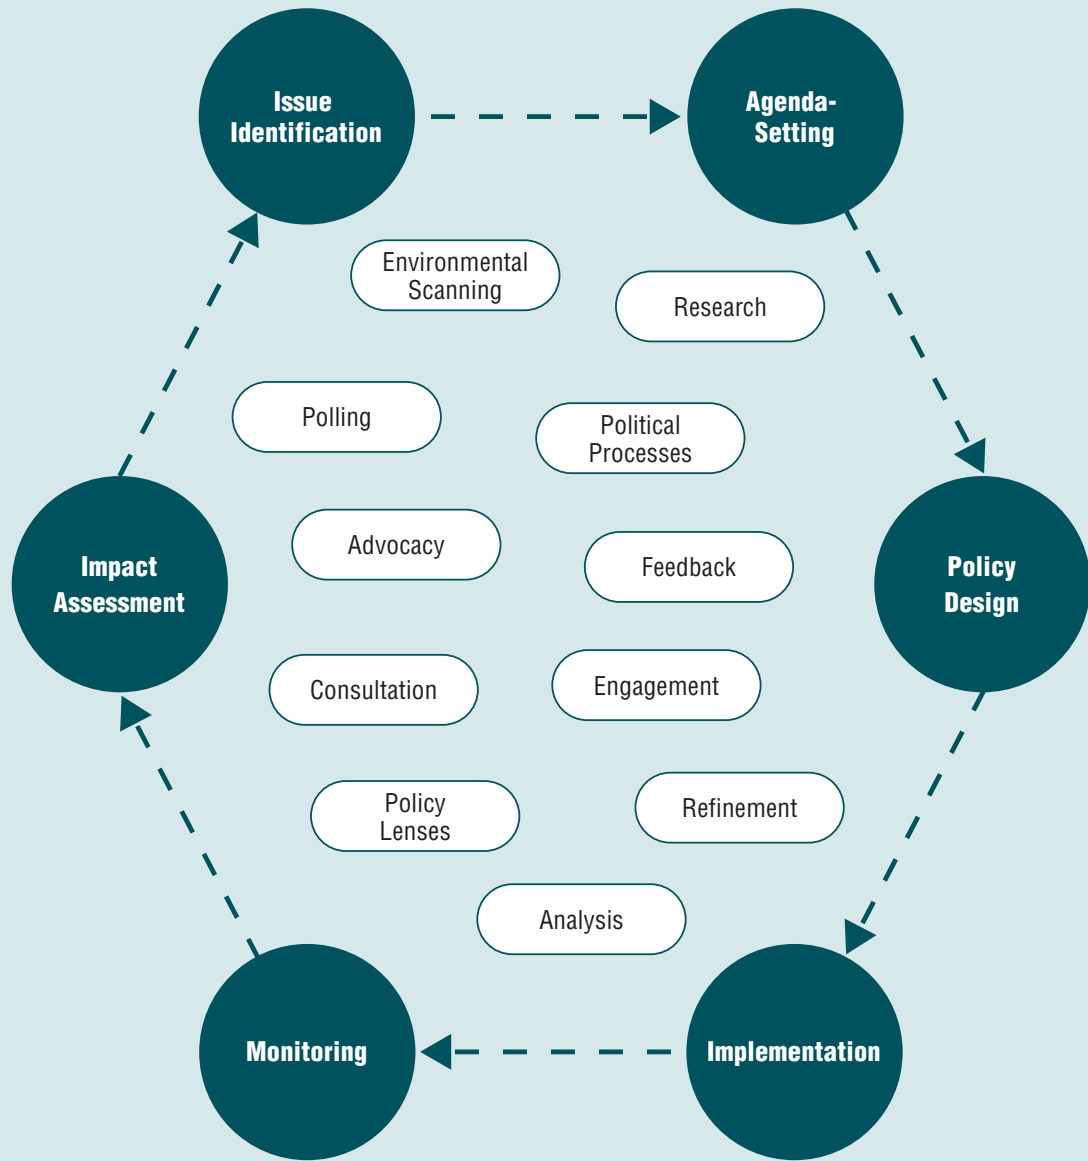 Issue
Identification
Agenda-
Setting
Environmental
Scanning
Research
Polling
Political
Processes
Advocacy
Feedback
Impact
Assessment
Policy
Design
Consultation
Engagement
Policy
Lenses
Refinement
Analysis
Monitoring
Implementation